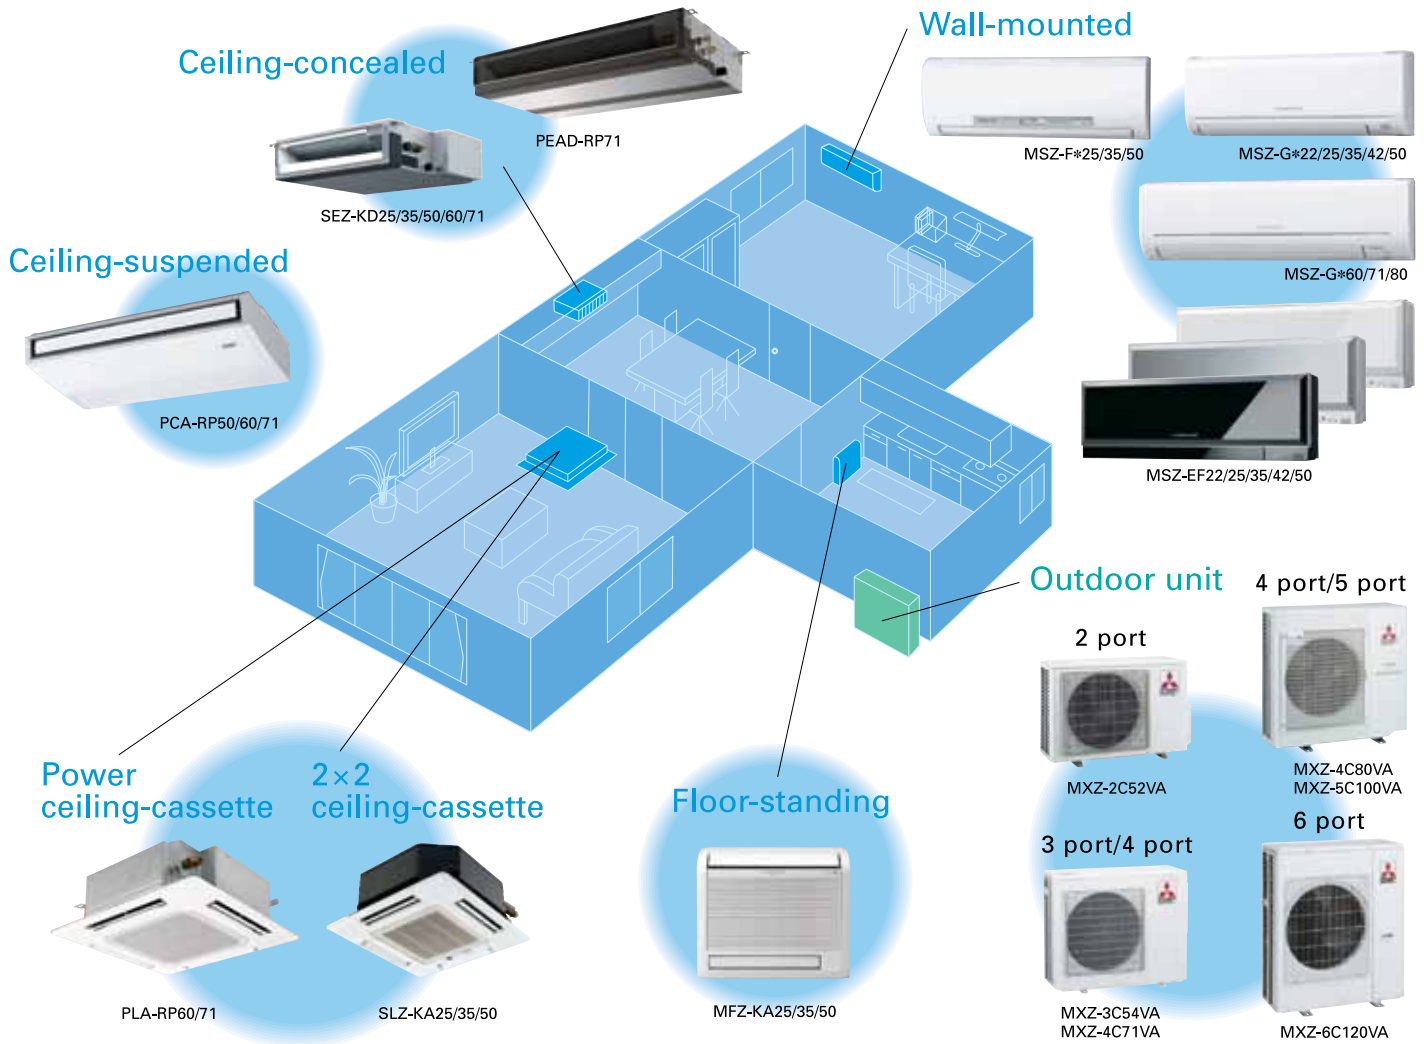 Ceiling-concealed
PEAD-RP71
SEZ-KD25/35/50/60/71
Wall-mounted
MSZ-F*25/35/50
MSZ-G*22/25/35/42/50
MSZ-G*60/71/80
MSZ-EF22/25/35/42/50
Ceiling-suspended
PCA-RP50/60/71
Power
ceiling-cassette
PLA-RP60/71
2×2
ceiling-cassette
SLZ-KA25/35/50
Floor-standing
MFZ-KA25/35/50
Outdoor unit
2 port
MXZ-2C52VA
4 port/5 port
MXZ-4C80VA
MXZ-5C100VA
3 port/4 port
MXZ-3C54VA
MXZ-4C71VA
6 port
MXZ-6C120VA